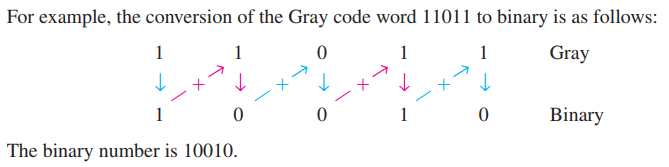 For example, the conversion of the Gray code word 11011 to binary is as follows:
1 1 0 1 1 Gray
+ + + +
1 0 0 1 0 Binary
The binary number is 10010.